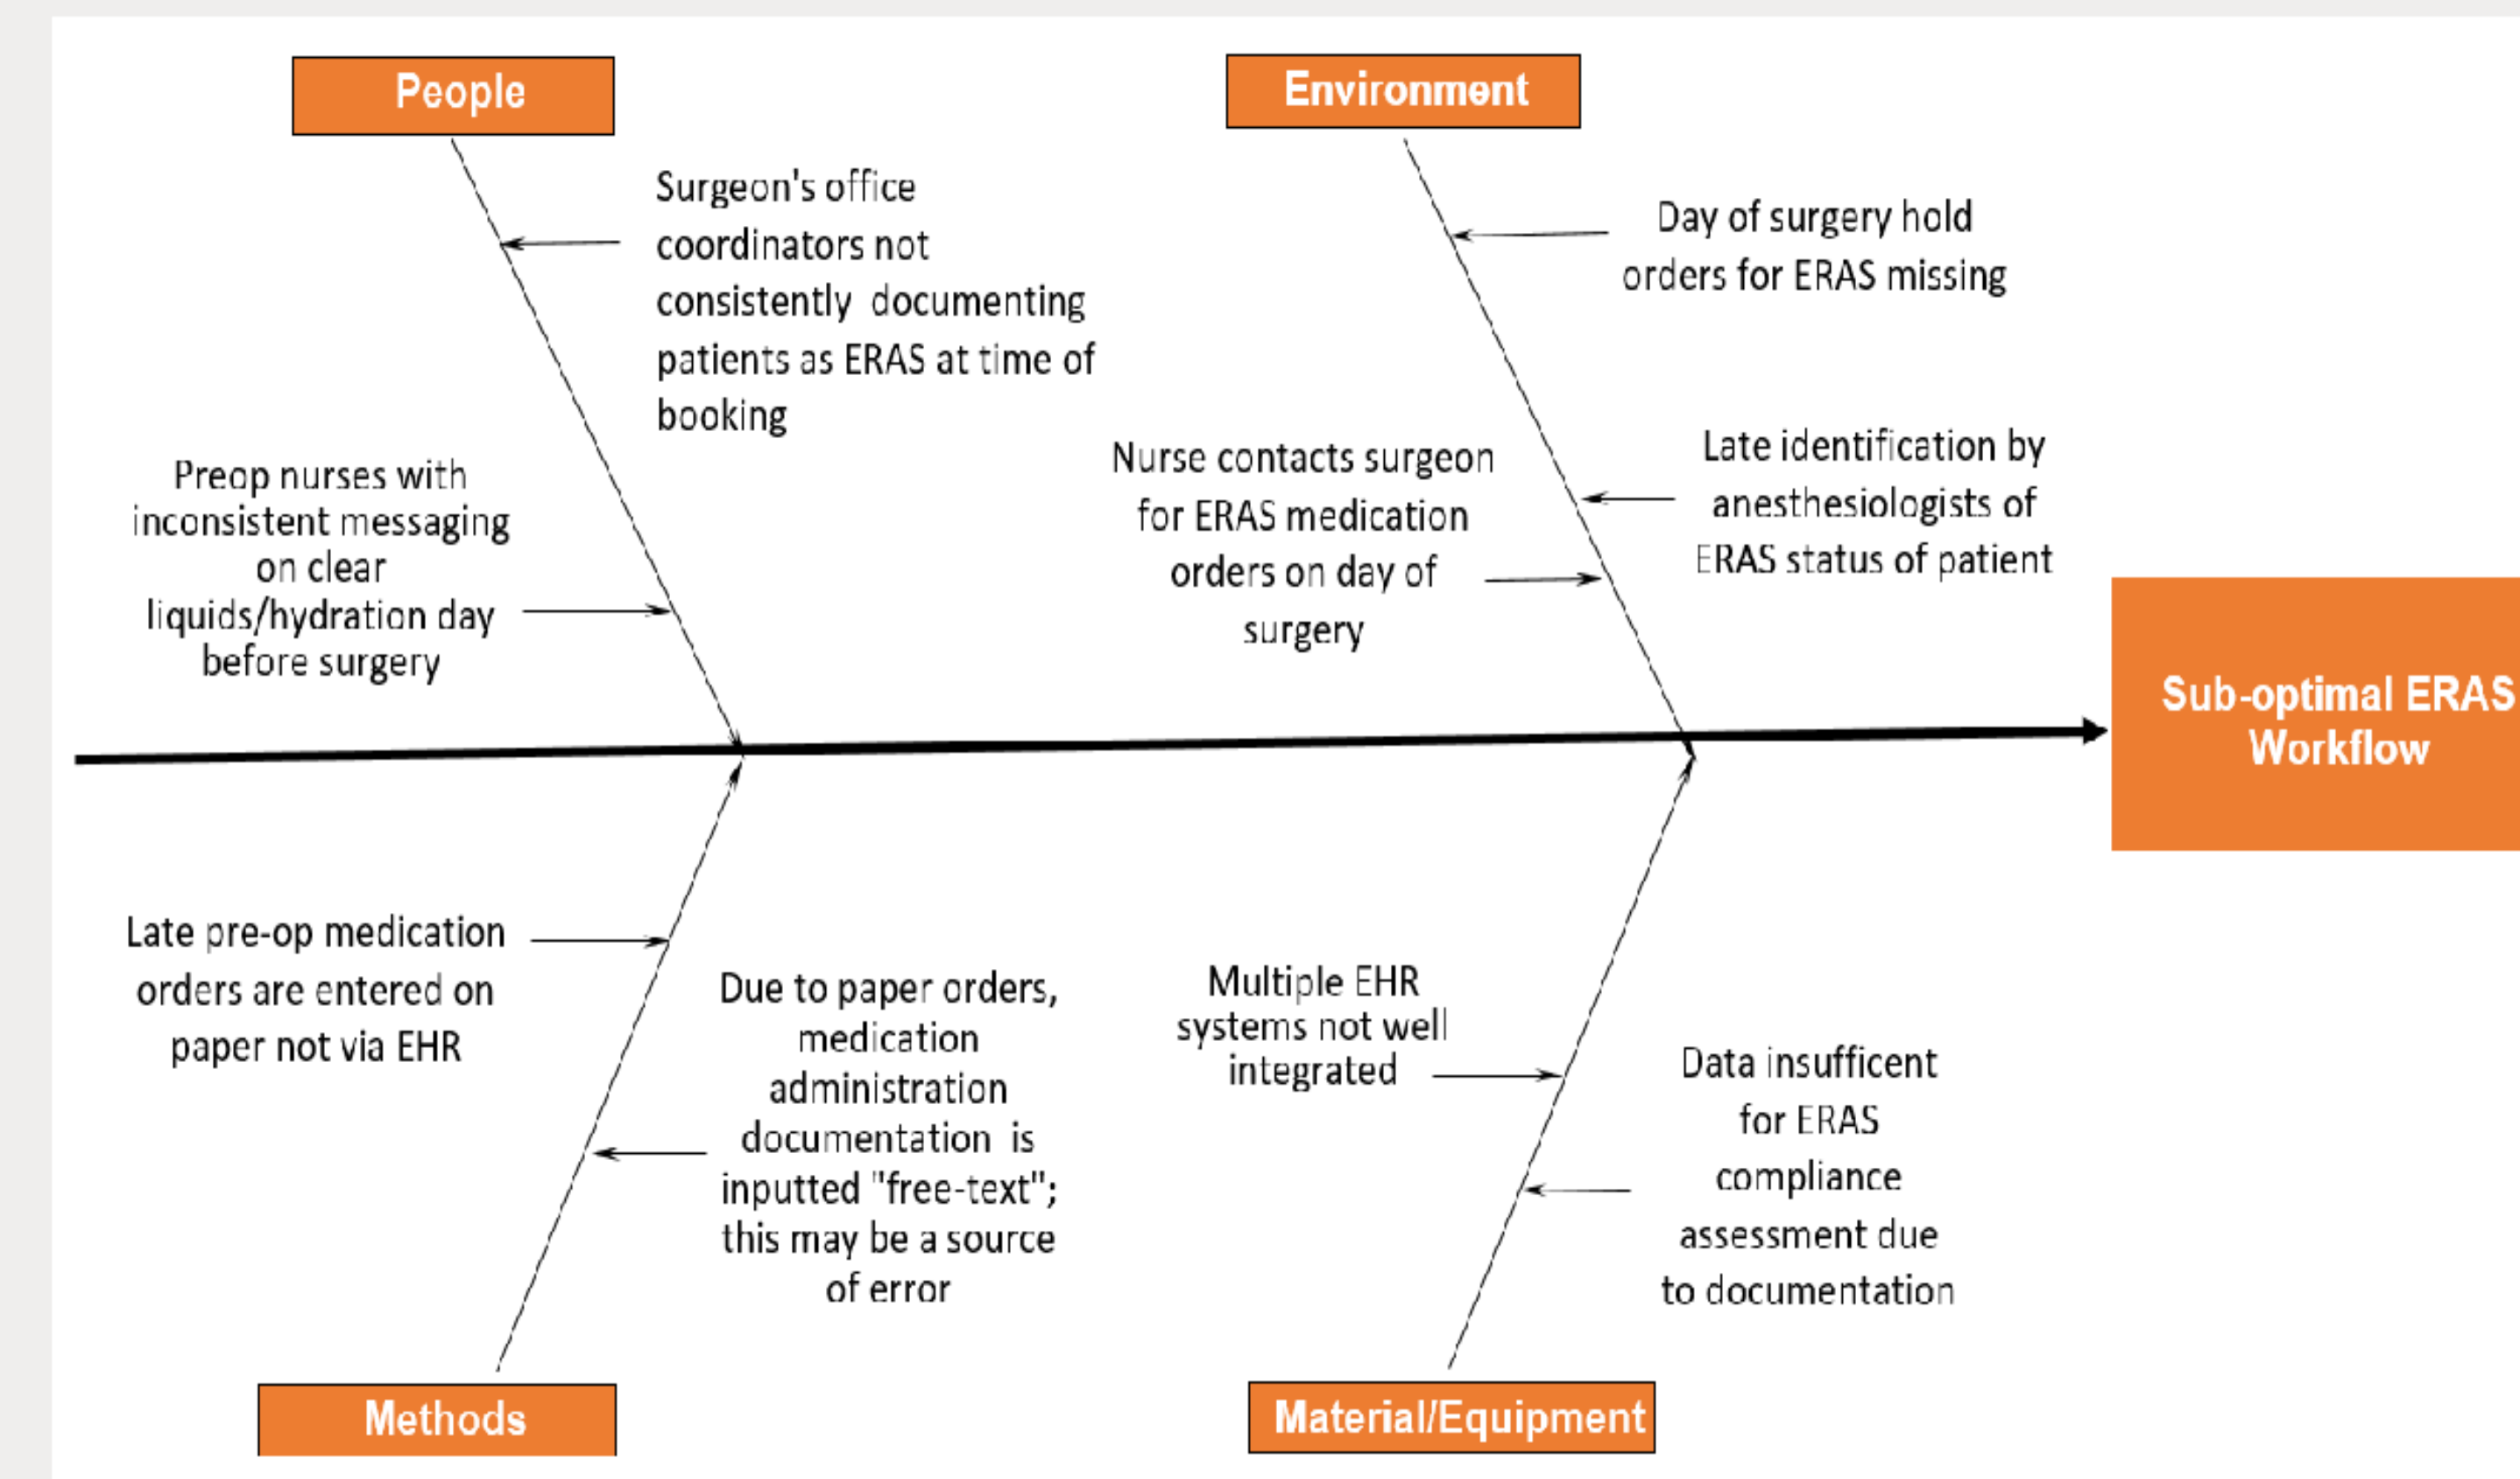 People
Environment
Surgeon's office
coordinators not
consistently documenting
patients as ERAS at time of
booking
Preop nurses with
inconsistent messaging
on clear
liquids/hydration day
before surgery
Day of surgery hold
orders for ERAS missing
Nurse contacts surgeon
for ERAS medication
orders on day of
surgery
Late identification by
anesthesiologists of
ERAS status of patient
Sub-optimal ERAS
Workflow
Late pre-op medication
orders are entered on
paper not via EHR
Due to paper orders,
medication
administration
documentation is
inputted "free-text";
this may be a source
of error
Multiple EHR
systems not well
integrated
Data insufficent
for ERAS
compliance
assessment due
to documentation
Methods
Material/Equipment